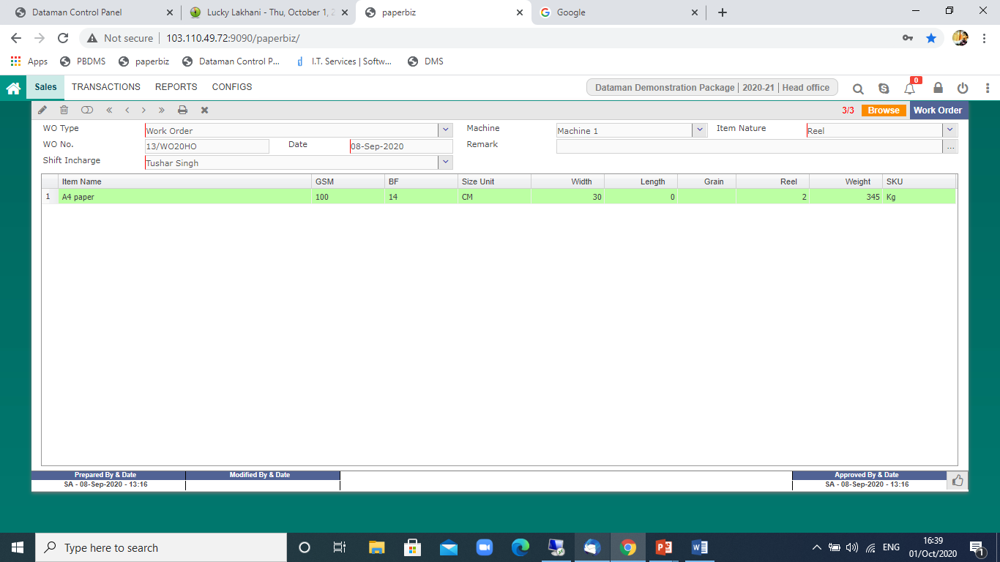 Dataman Control Panel
Lucky Lakhani - Thu, October 1, 2
paperbiz
Google
Not secure 103.110.49.72:9090/paperbiz/
Apps PBDMS paperbiz Dataman Control P... d I.T. Services | Softw... DMS
Sales TRANSACTIONS REPORTS CONFIGS Dataman Demonstration Package | 2020-21 | Head office 0
3/3 Browse Work Order
WO Type Work Order Machine Machine 1 Item Nature Reel
WO No. 13/WO20HO Date 08-Sep-2020 Remark ...
Shift Incharge Tushar Singh
Item Name GSM BF Size Unit Width Length Grain Reel Weight SKU
1 A4 paper 100 14 CM 30 0 2 345 Kg
Prepared By & Date Modified By & Date Approved By & Date
SA - 08-Sep-2020 - 13:16 SA - 08-Sep-2020 - 13:16
Type here to search ENG 16:39
01/Oct/2020 1